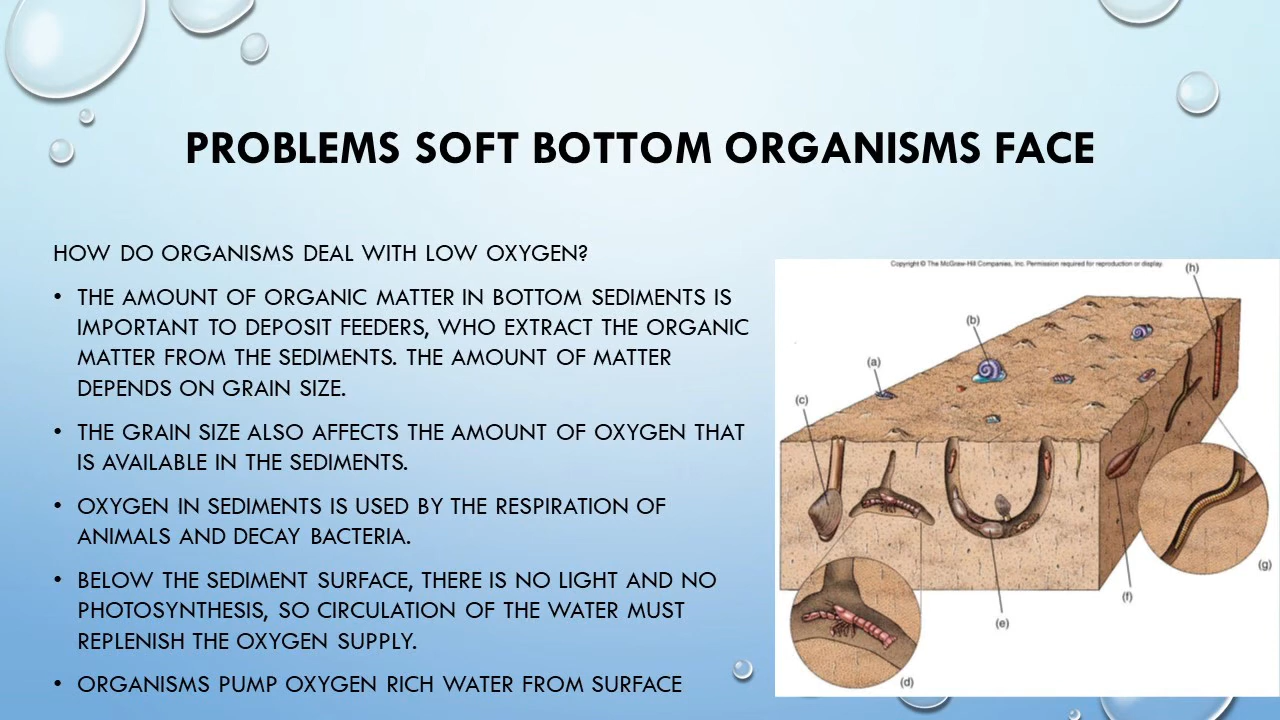 PROBLEMS SOFT BOTTOM ORGANISMS FACE
HOW DO ORGANISMS DEAL WITH LOW OXYGEN?
• THE AMOUNT OF ORGANIC MATTER IN BOTTOM SEDIMENTS IS
IMPORTANT TO DEPOSIT FEEDERS, WHO EXTRACT THE ORGANIC
MATTER FROM THE SEDIMENTS. THE AMOUNT OF MATTER
DEPENDS ON GRAIN SIZE.
• THE GRAIN SIZE ALSO AFFECTS THE AMOUNT OF OXYGEN THAT
IS AVAILABLE IN THE SEDIMENTS.
• OXYGEN IN SEDIMENTS IS USED BY THE RESPIRATION OF
ANIMALS AND DECAY BACTERIA.
• BELOW THE SEDIMENT SURFACE, THERE IS NO LIGHT AND NO
PHOTOSYNTHESIS, SO CIRCULATION OF THE WATER MUST
REPLENISH THE OXYGEN SUPPLY.
• ORGANISMS PUMP OXYGEN RICH WATER FROM SURFACE
Copyright © The McGraw-Hill Companies, Inc. Permission required for reproduction or display.
(h)
(b)
(a)
(c)
(g)
(f)
(e)
(d)